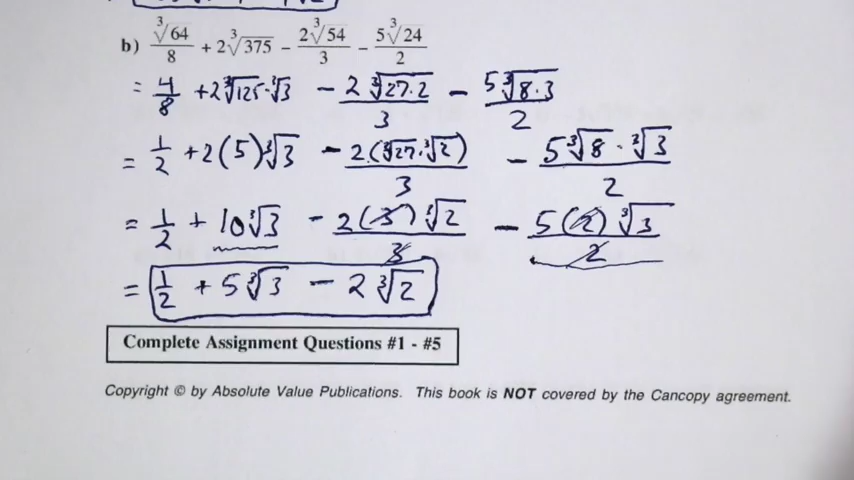 b) ∛64/8 + 2∛375 − 2∛54/3 − 5∛24/2
= 4/8 + 2∛125·∛3 − 2∛27·2/3 − 5∛8·3/2
= 1/2 + 2(5)∛3 − 2(∛27·∛2)/3 − 5∛8 · ∛3/2
= 1/2 + 10∛3 − 2(3)∛2/3 − 5(2)∛3/2
= 1/2 + 5∛3 − 2∛2
Complete Assignment Questions #1 - #5
Copyright © by Absolute Value Publications. This book is NOT covered by the Cancopy agreement.